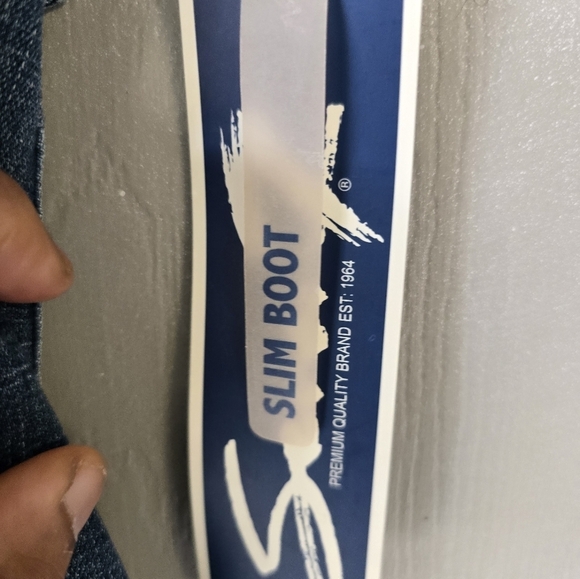 SLIM BOOT
®
PREMIUM QUALITY BRAND EST: 1964